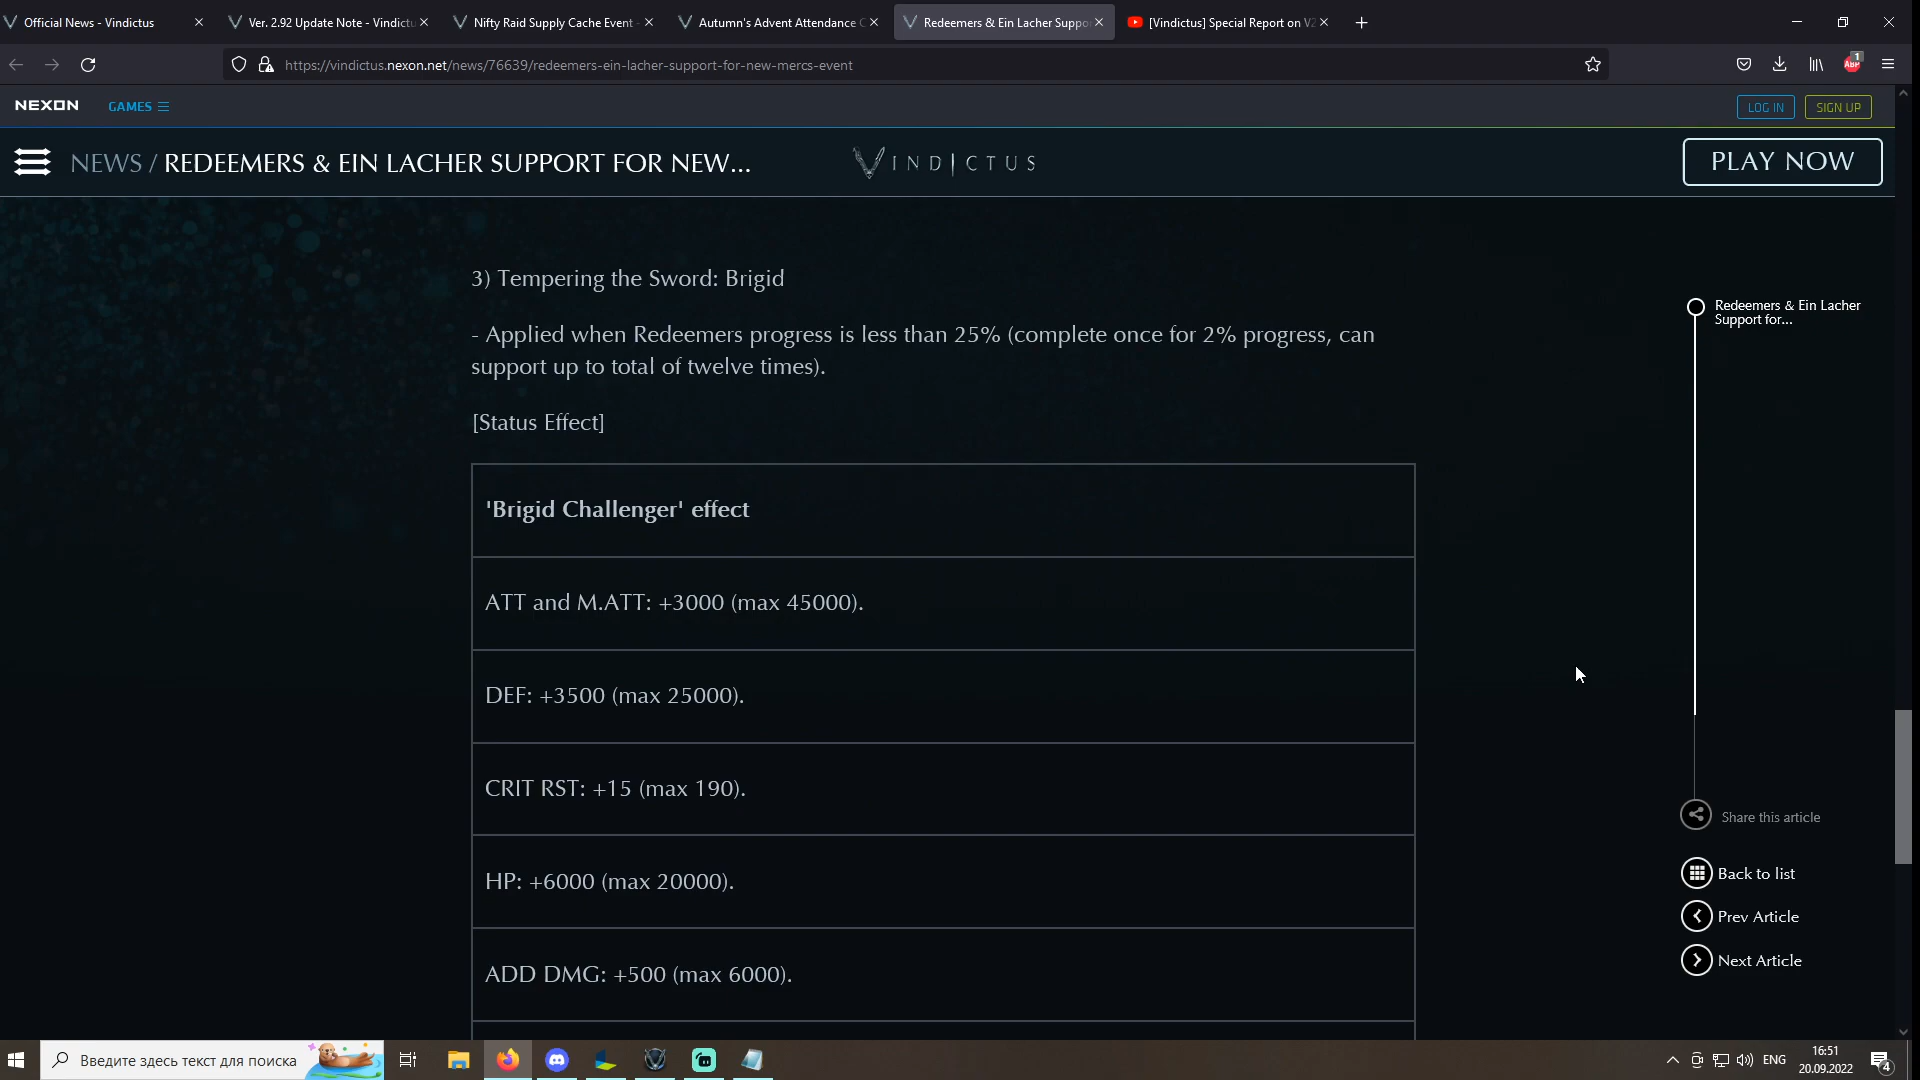 Official News - Vindictus
Ver. 2.92 Update Note - Vindictu
Nifty Raid Supply Cache Event -
Autumn's Advent Attendance C
Redeemers & Ein Lacher Suppo
[Vindictus] Special Report on V2
https://vindictus.nexon.net/news/76639/redeemers-ein-lacher-support-for-new-mercs-event
ABP
1
NEXON
GAMES
LOG IN
SIGN UP
NEWS / REDEEMERS & EIN LACHER SUPPORT FOR NEW...
VINDICTUS
PLAY NOW
3) Tempering the Sword: Brigid
- Applied when Redeemers progress is less than 25% (complete once for 2% progress, can
support up to total of twelve times).
[Status Effect]
'Brigid Challenger' effect
ATT and M.ATT: +3000 (max 45000).
DEF: +3500 (max 25000).
CRIT RST: +15 (max 190).
HP: +6000 (max 20000).
ADD DMG: +500 (max 6000).
Redeemers & Ein Lacher
Support for...
Share this article
Back to list
Prev Article
Next Article
Введите здесь текст для поиска
ENG
16:51
20.09.2022
4